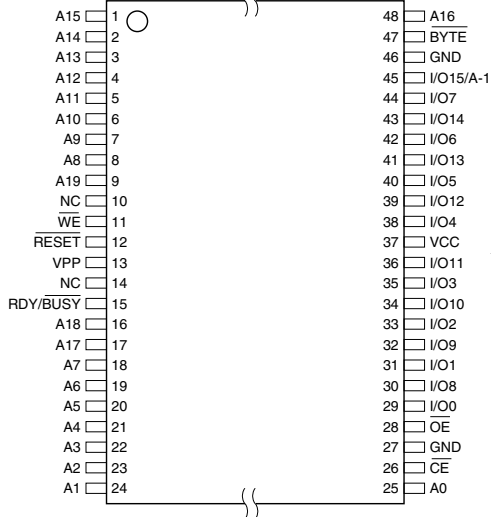 A15 1 48 A16
A14 2 47 BYTE
A13 3 46 GND
A12 4 45 I/O15/A-1
A11 5 44 I/O7
A10 6 43 I/O14
A9 7 42 I/O6
A8 8 41 I/O13
A19 9 40 I/O5
NC 10 39 I/O12
WE 11 38 I/O4
RESET 12 37 VCC
VPP 13 36 I/O11
NC 14 35 I/O3
RDY/BUSY 15 34 I/O10
A18 16 33 I/O2
A17 17 32 I/O9
A7 18 31 I/O1
A6 19 30 I/O8
A5 20 29 I/O0
A4 21 28 OE
A3 22 27 GND
A2 23 26 CE
A1 24 25 A0